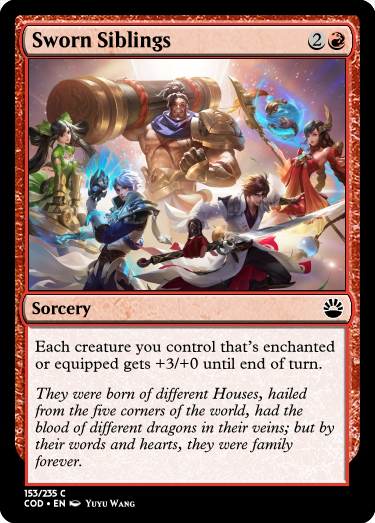 Sworn Siblings 2
Sorcery
Each creature you control that's enchanted
or equipped gets +3/+0 until end of turn.
They were born of different Houses, hailed
from the five corners of the world, had the
blood of different dragons in their veins; but by
their words and hearts, they were family
forever.
153/235 C
COD • EN Yuyu Wang